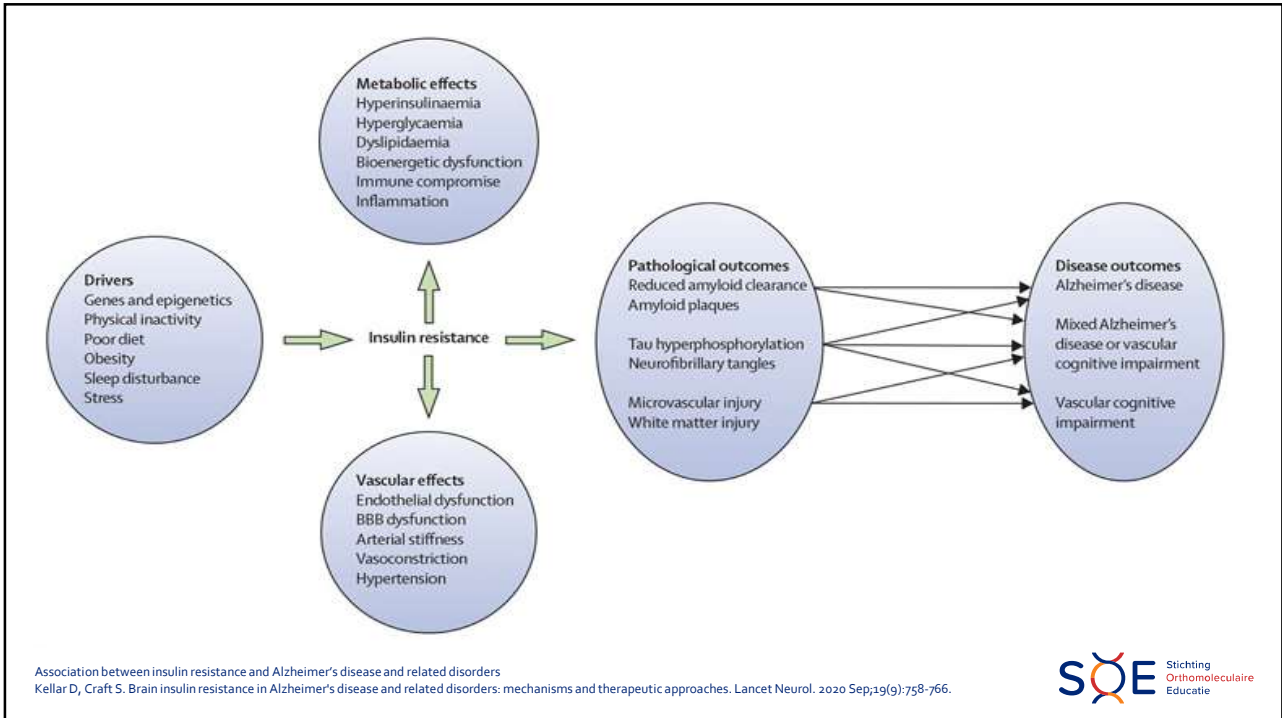 Metabolic effects
Hyperinsulinaemia
Hyperglycaemia
Dyslipidaemia
Bioenergetic dysfunction
Immune compromise
Inflammation
Drivers
Genes and epigenetics
Physical inactivity
Poor diet
Obesity
Sleep disturbance
Stress
Insulin resistance
Vascular effects
Endothelial dysfunction
BBB dysfunction
Arterial stiffness
Vasoconstriction
Hypertension
Pathological outcomes
Reduced amyloid clearance
Amyloid plaques
Tau hyperphosphorylation
Neurofibrillary tangles
Microvascular injury
White matter injury
Disease outcomes
Alzheimer's disease
Mixed Alzheimer's
disease or vascular
cognitive impairment
Vascular cognitive
impairment
Association between insulin resistance and Alzheimer's disease and related disorders
Kellar D, Craft S. Brain insulin resistance in Alzheimer's disease and related disorders: mechanisms and therapeutic approaches. Lancet Neurol. 2020 Sep;19(9):758-766.
SOE
Stichting
Orthomoleculaire
Educatie